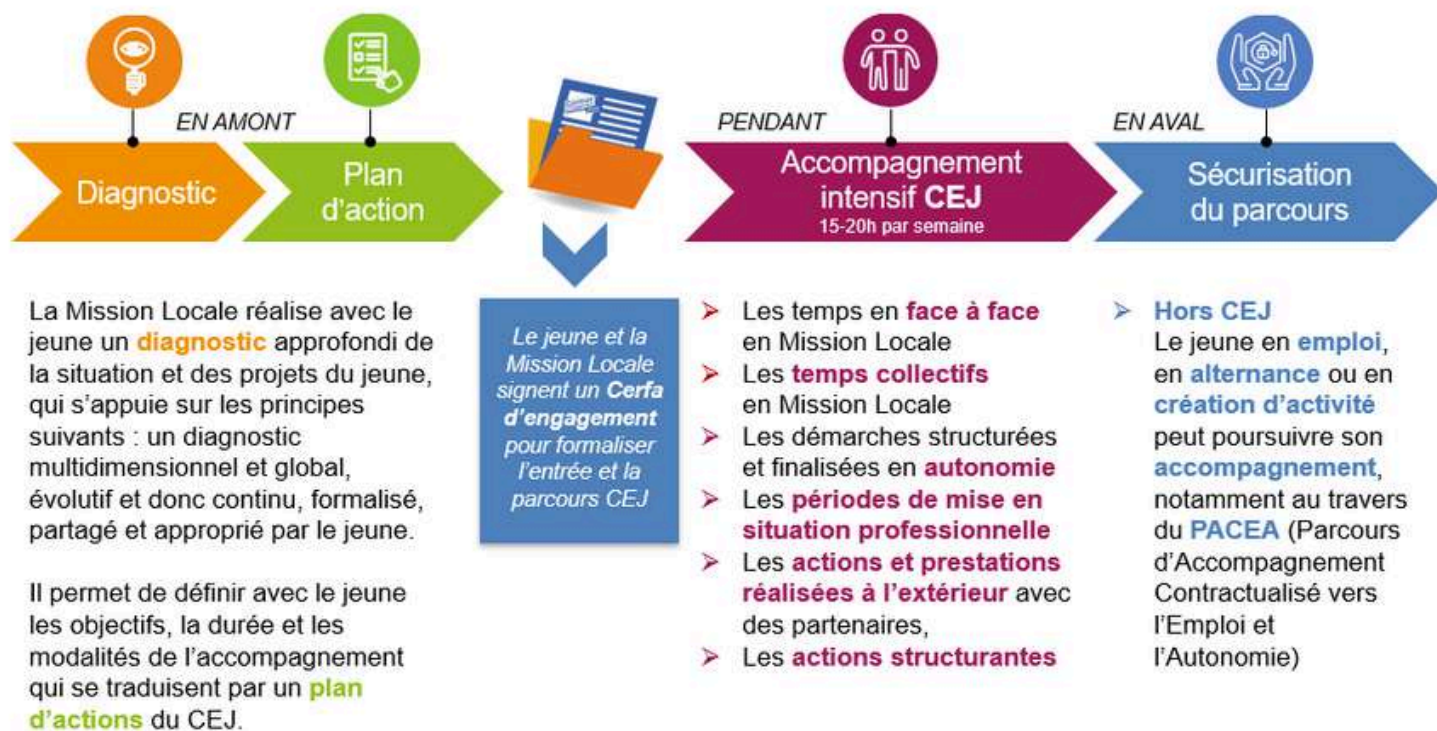 EN AMONT
Diagnostic
Plan
d'action
PENDANT
Accompagnement
intensif CEJ
15-20h par semaine
EN AVAL
Sécurisation
du parcours
La Mission Locale réalise avec le
jeune un diagnostic approfondi de
la situation et des projets du jeune,
qui s'appuie sur les principes
suivants : un diagnostic
multidimensionnel et global,
évolutif et donc continu, formalisé,
partagé et approprié par le jeune.
Il permet de définir avec le jeune
les objectifs, la durée et les
modalités de l'accompagnement
qui se traduisent par un plan
d'actions du CEJ.
Le jeune et la
Mission Locale
signent un Cerfa
d'engagement
pour formaliser
l'entrée et la
parcours CEJ
➢ Les temps en face à face
en Mission Locale
➢ Les temps collectifs
en Mission Locale
➢ Les démarches structurées
et finalisées en autonomie
➢ Les périodes de mise en
situation professionnelle
➢ Les actions et prestations
réalisées à l'extérieur avec
des partenaires,
➢ Les actions structurantes
➢ Hors CEJ
Le jeune en emploi,
en alternance ou en
création d'activité
peut poursuivre son
accompagnement,
notamment au travers
du PACEA (Parcours
d'Accompagnement
Contractualisé vers
l'Emploi et
l'Autonomie)